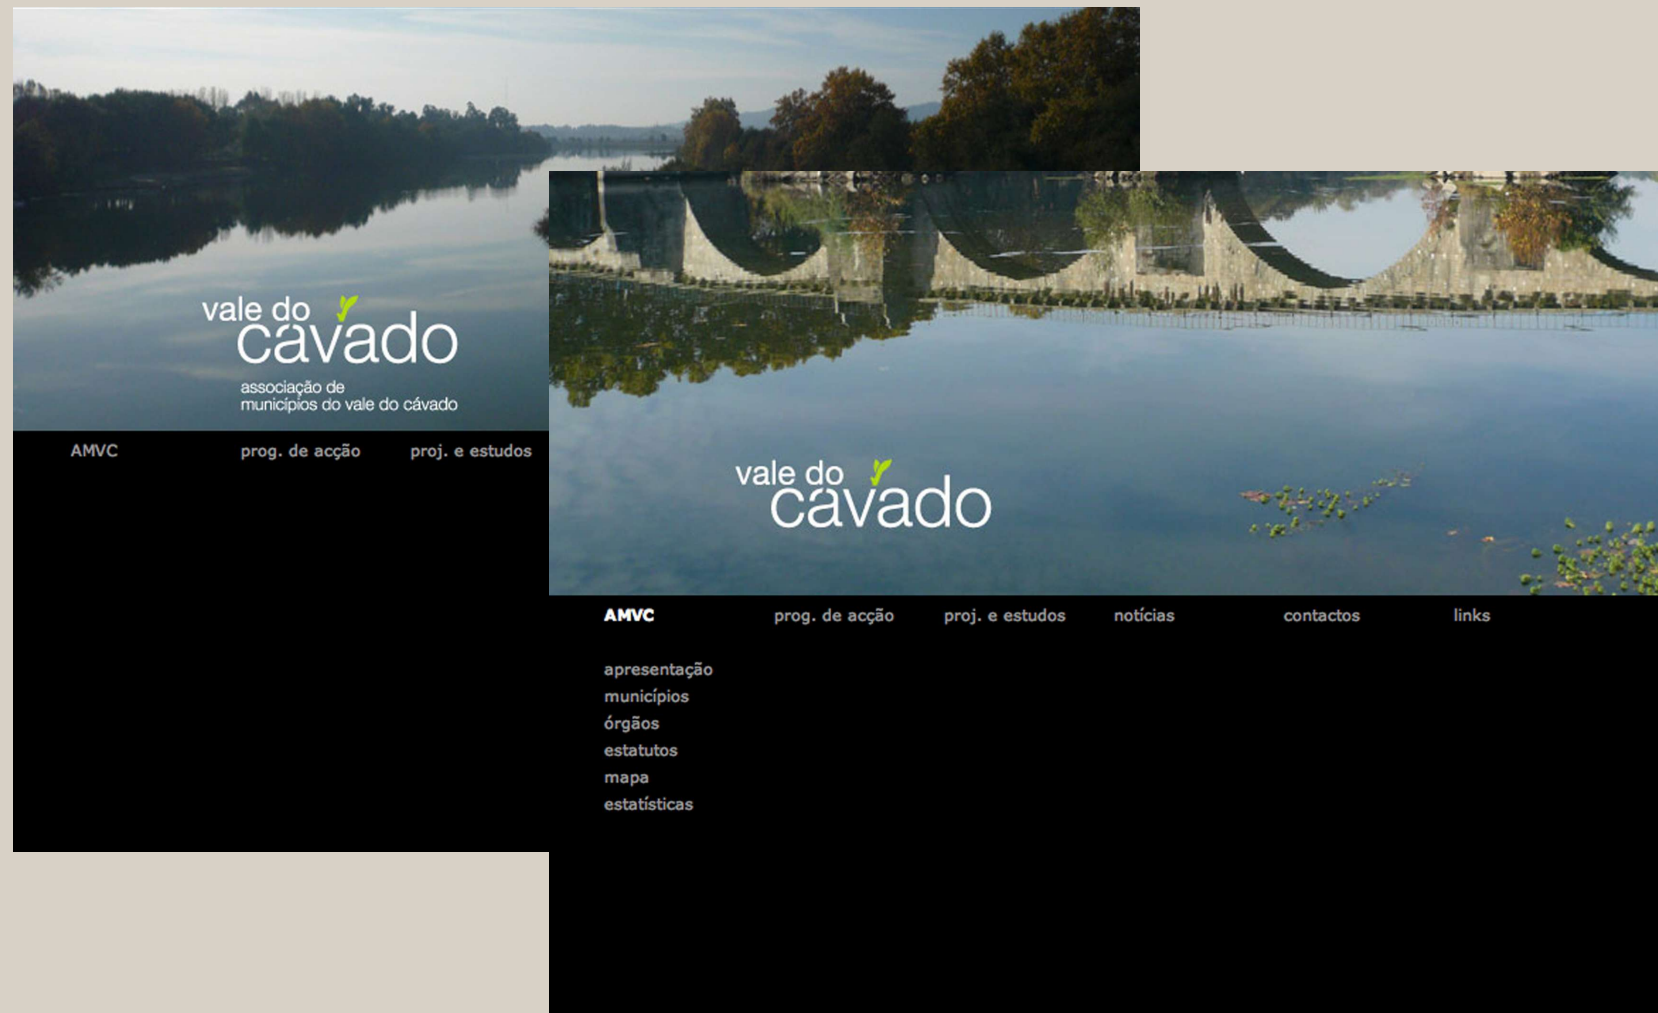 vale do
cávado
associação de
municípios do vale do cávado
AMVC prog. de acção proj. e estudos
vale do
cávado
AMVC prog. de acção proj. e estudos notícias contactos links
apresentação
municípios
órgãos
estatutos
mapa
estatísticas